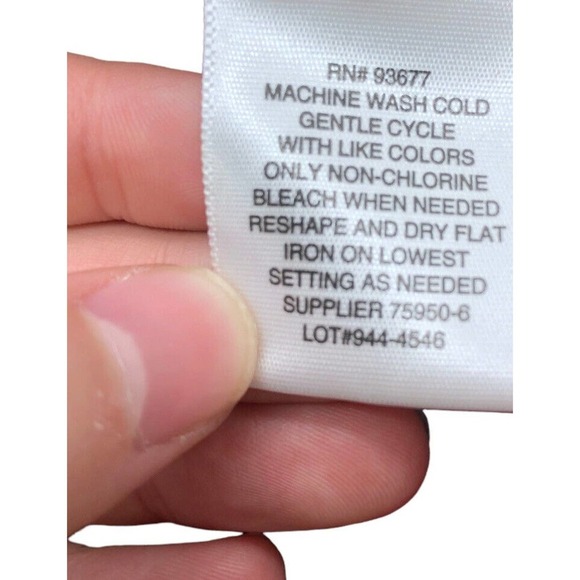 RN# 93677
MACHINE WASH COLD
GENTLE CYCLE
WITH LIKE COLORS
ONLY NON-CHLORINE
BLEACH WHEN NEEDED
RESHAPE AND DRY FLAT
IRON ON LOWEST
SETTING AS NEEDED
SUPPLIER 75950-6
LOT#944-4546